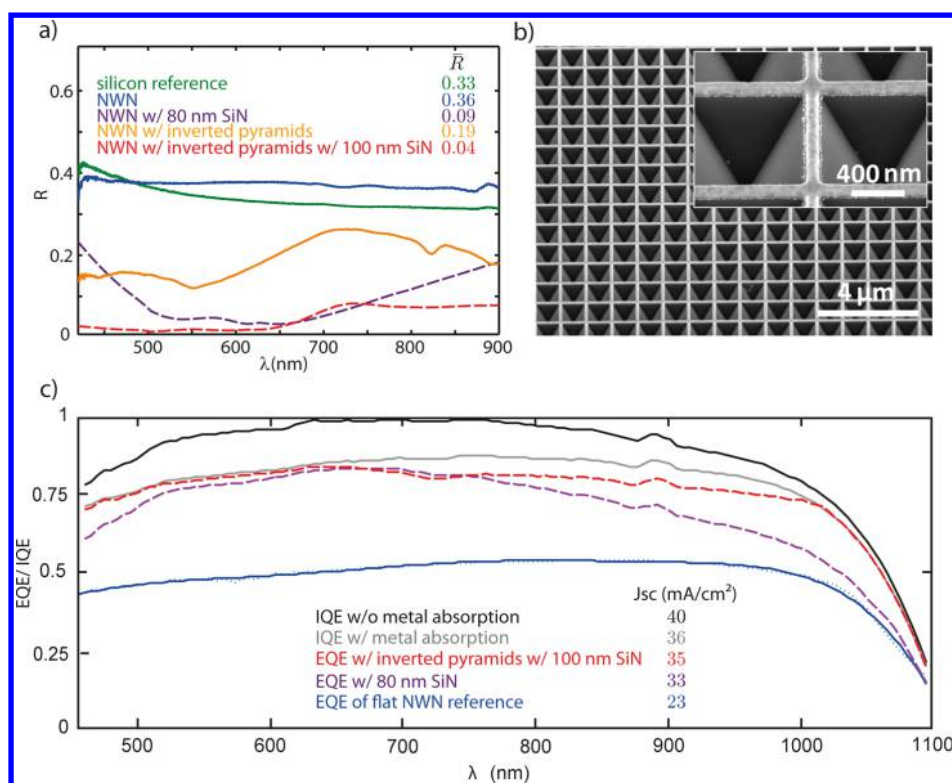 a)
R̅
silicon reference 0.33
NWN 0.36
NWN w/ 80 nm SiN 0.09
NWN w/ inverted pyramids 0.19
NWN w/ inverted pyramids w/ 100 nm SiN 0.04
1
0.8
0.6
0.4
0.2
0
R
500 600 700 800 900
λ(nm)
b)
400 nm
4 μm
c)
1
0.75
0.5
0.25
0
EQE/ IQE
Jsc (mA/cm²)
IQE w/o metal absorption 40
IQE w/ metal absorption 36
EQE w/ inverted pyramids w/ 100 nm SiN 35
EQE w/ 80 nm SiN 33
EQE of flat NWN reference 23
500 600 700 800 900 1000 1100
λ (nm)